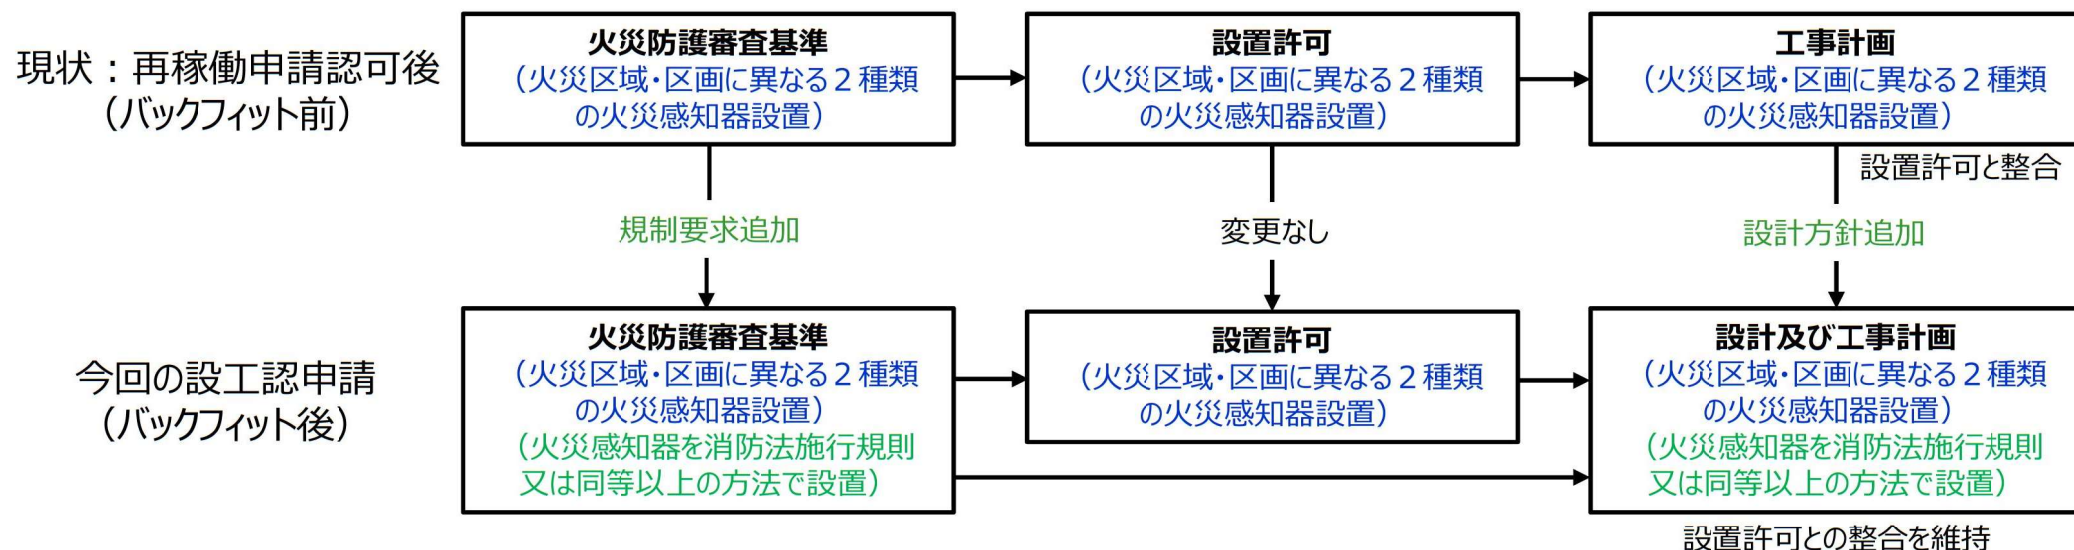 現状：再稼働申請認可後
（バックフィット前）
火災防護審査基準
（火災区域・区画に異なる２種類
の火災感知器設置）
設置許可
（火災区域・区画に異なる２種類
の火災感知器設置）
工事計画
（火災区域・区画に異なる２種類
の火災感知器設置）
設置許可と整合
規制要求追加
変更なし
設計方針追加
今回の設工認申請
（バックフィット後）
火災防護審査基準
（火災区域・区画に異なる２種類
の火災感知器設置）
（火災感知器を消防法施行規則
又は同等以上の方法で設置）
設置許可
（火災区域・区画に異なる２種類
の火災感知器設置）
設計及び工事計画
（火災区域・区画に異なる２種類
の火災感知器設置）
（火災感知器を消防法施行規則
又は同等以上の方法で設置）
設置許可との整合を維持